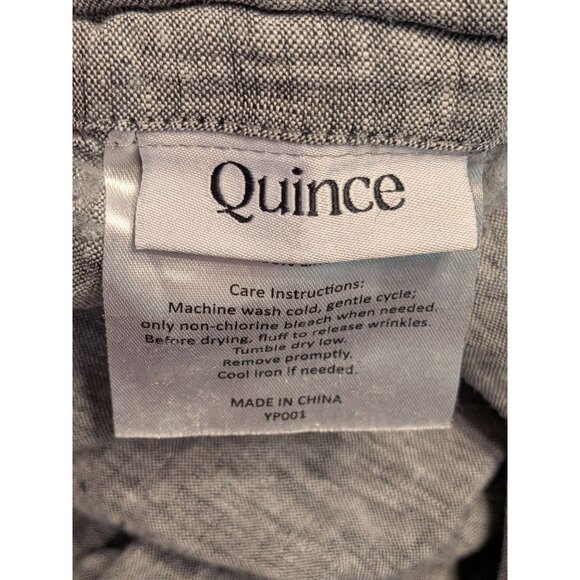 Quince
Care Instructions:
Machine wash cold, gentle cycle;
only non-chlorine bleach when needed.
Before drying, fluff to release wrinkles.
Tumble dry low.
Remove promptly.
Cool iron if needed.
MADE IN CHINA
YP001